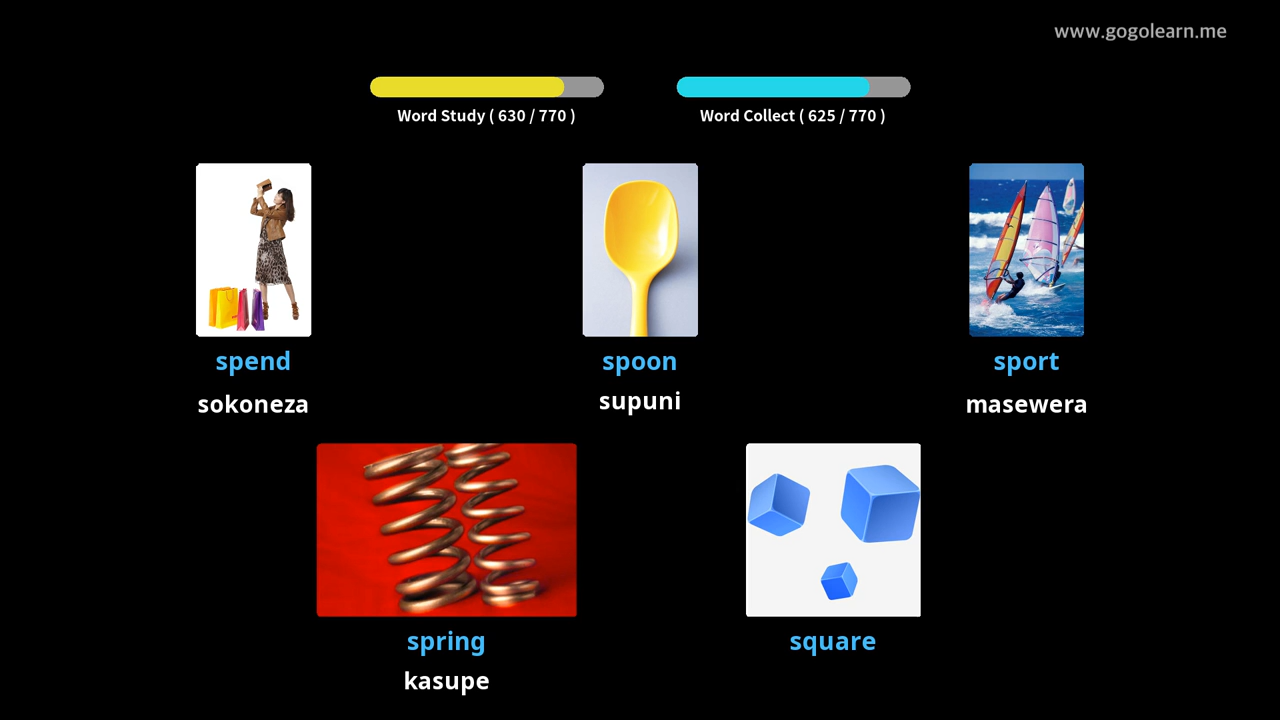 www.gogolearn.me
Word Study ( 630 / 770 )
Word Collect ( 625 / 770 )
spend
sokoneza
spoon
supuni
sport
masewera
spring
kasupe
square